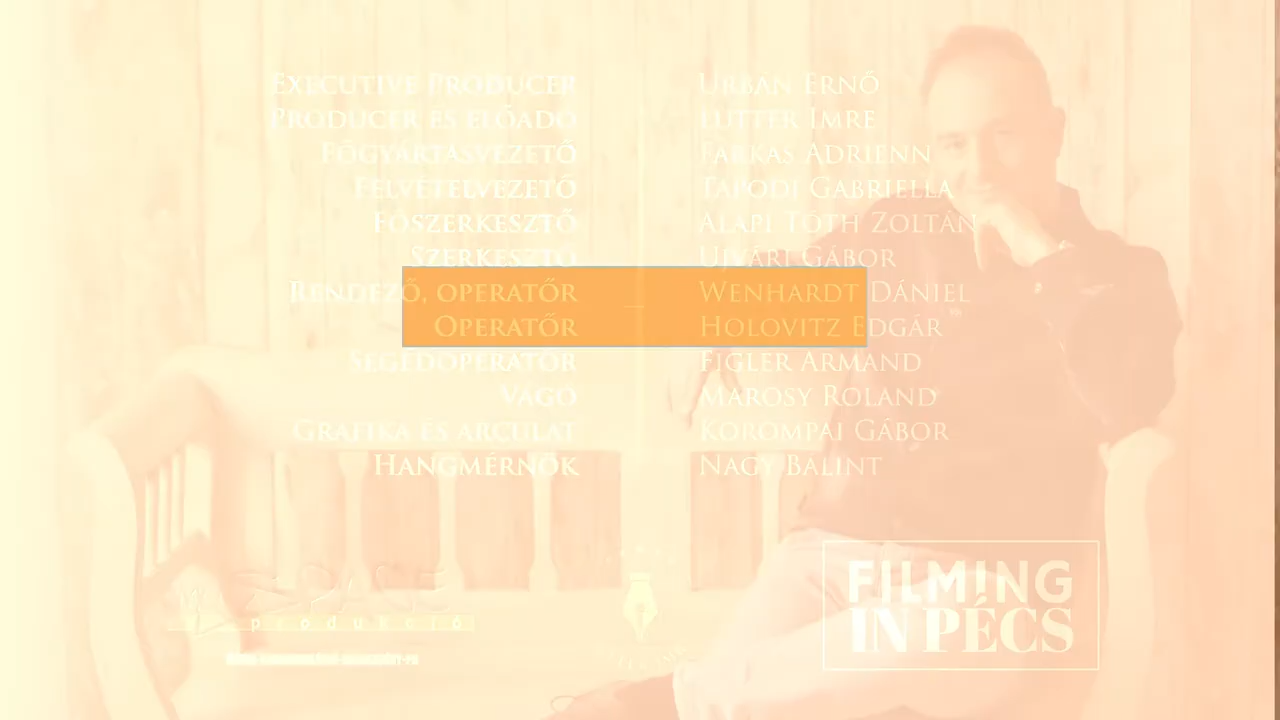 Executive Producer Urbán Ernő
Producer és előadó Lutter Imre
Főgyártásvezető Farkas Adrienn
Felvételvezető Tapodi Gabriella
Főszerkesztő Alapi Tóth Zoltán
Szerkesztő Ujvári Gábor
Rendező, operatőr Wenhardt Dániel
Operatőr Holovitz Edgár
Segédoperatőr Figler Armand
Vágó Marosy Roland
Grafika és arculat Korompai Gábor
Hangmérnök Nagy Bálint
produkció
FILMING
IN PÉCS